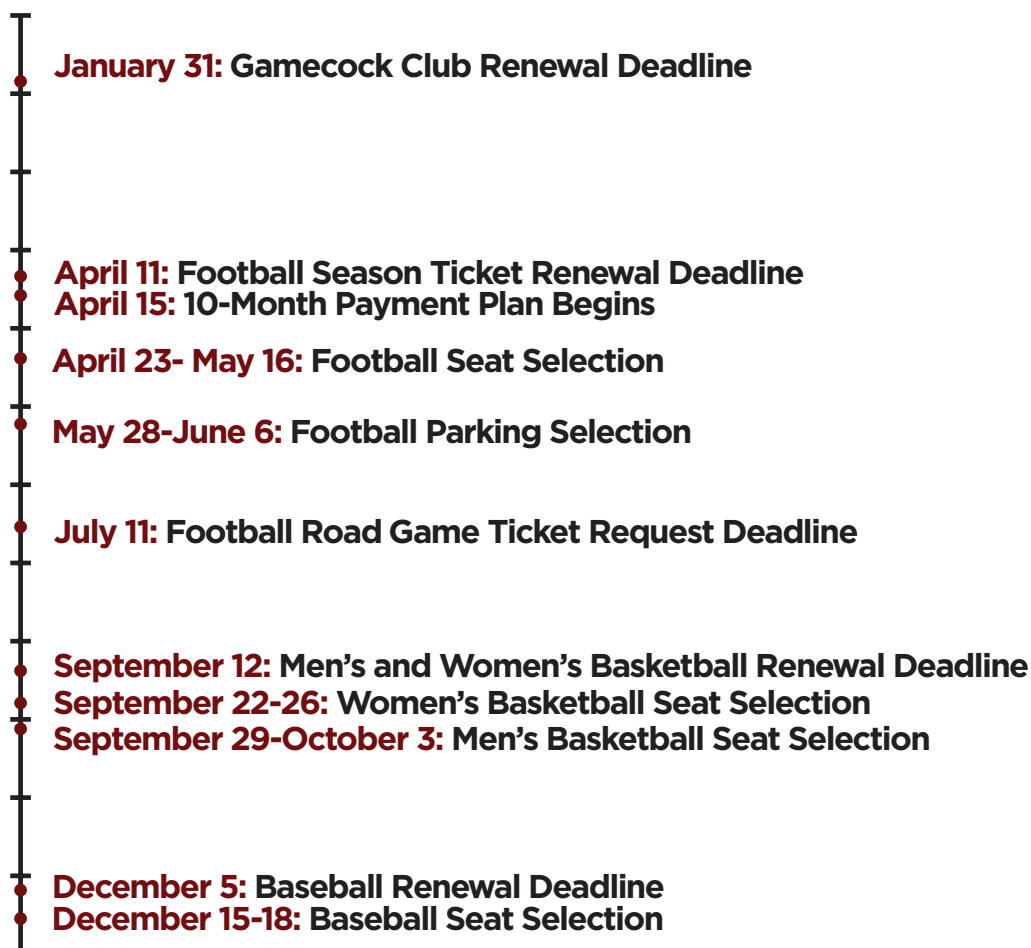 January 31: Gamecock Club Renewal Deadline
April 11: Football Season Ticket Renewal Deadline
April 15: 10-Month Payment Plan Begins
April 23- May 16: Football Seat Selection
May 28-June 6: Football Parking Selection
July 11: Football Road Game Ticket Request Deadline
September 12: Men’s and Women’s Basketball Renewal Deadline
September 22-26: Women’s Basketball Seat Selection
September 29-October 3: Men’s Basketball Seat Selection
December 5: Baseball Renewal Deadline
December 15-18: Baseball Seat Selection